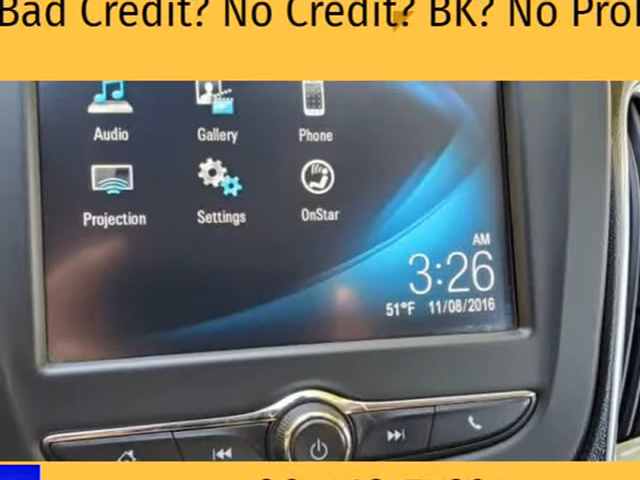 Bad Credit? No Credit? BK? No
Audio Gallery Phone
Projection Settings OnStar
AM
3:26
51°F 11/08/2016